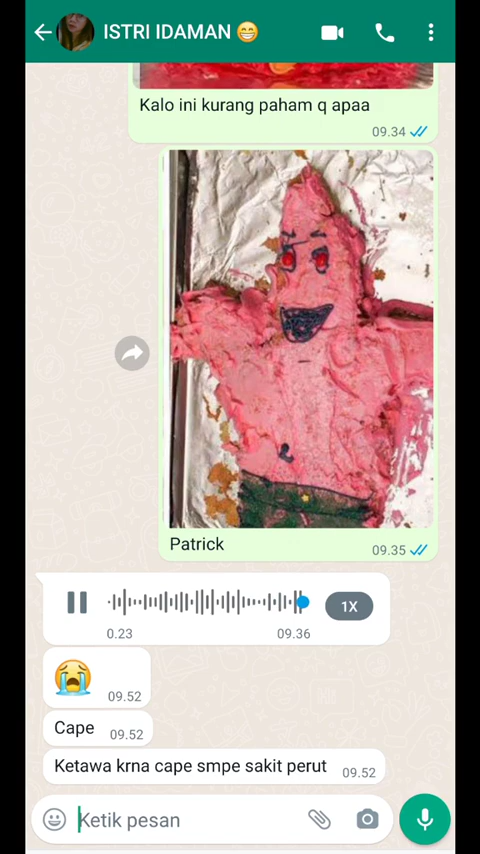 ISTRI IDAMAN 😁
Kalo ini kurang paham q apaa
09.34
Patrick
09.35
1X
0.23
09.36
😭
09.52
Cape
09.52
Ketawa krna cape smpe sakit perut
09.52
Ketik pesan